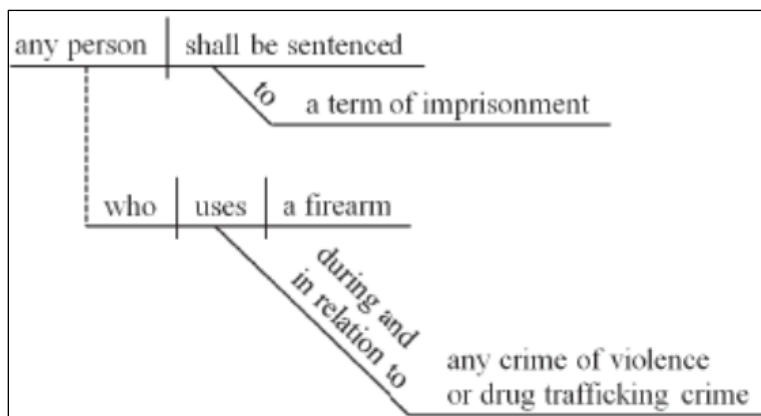 any person shall be sentenced
to a term of imprisonment
who uses a firearm
during and
in relation to
any crime of violence
or drug trafficking crime